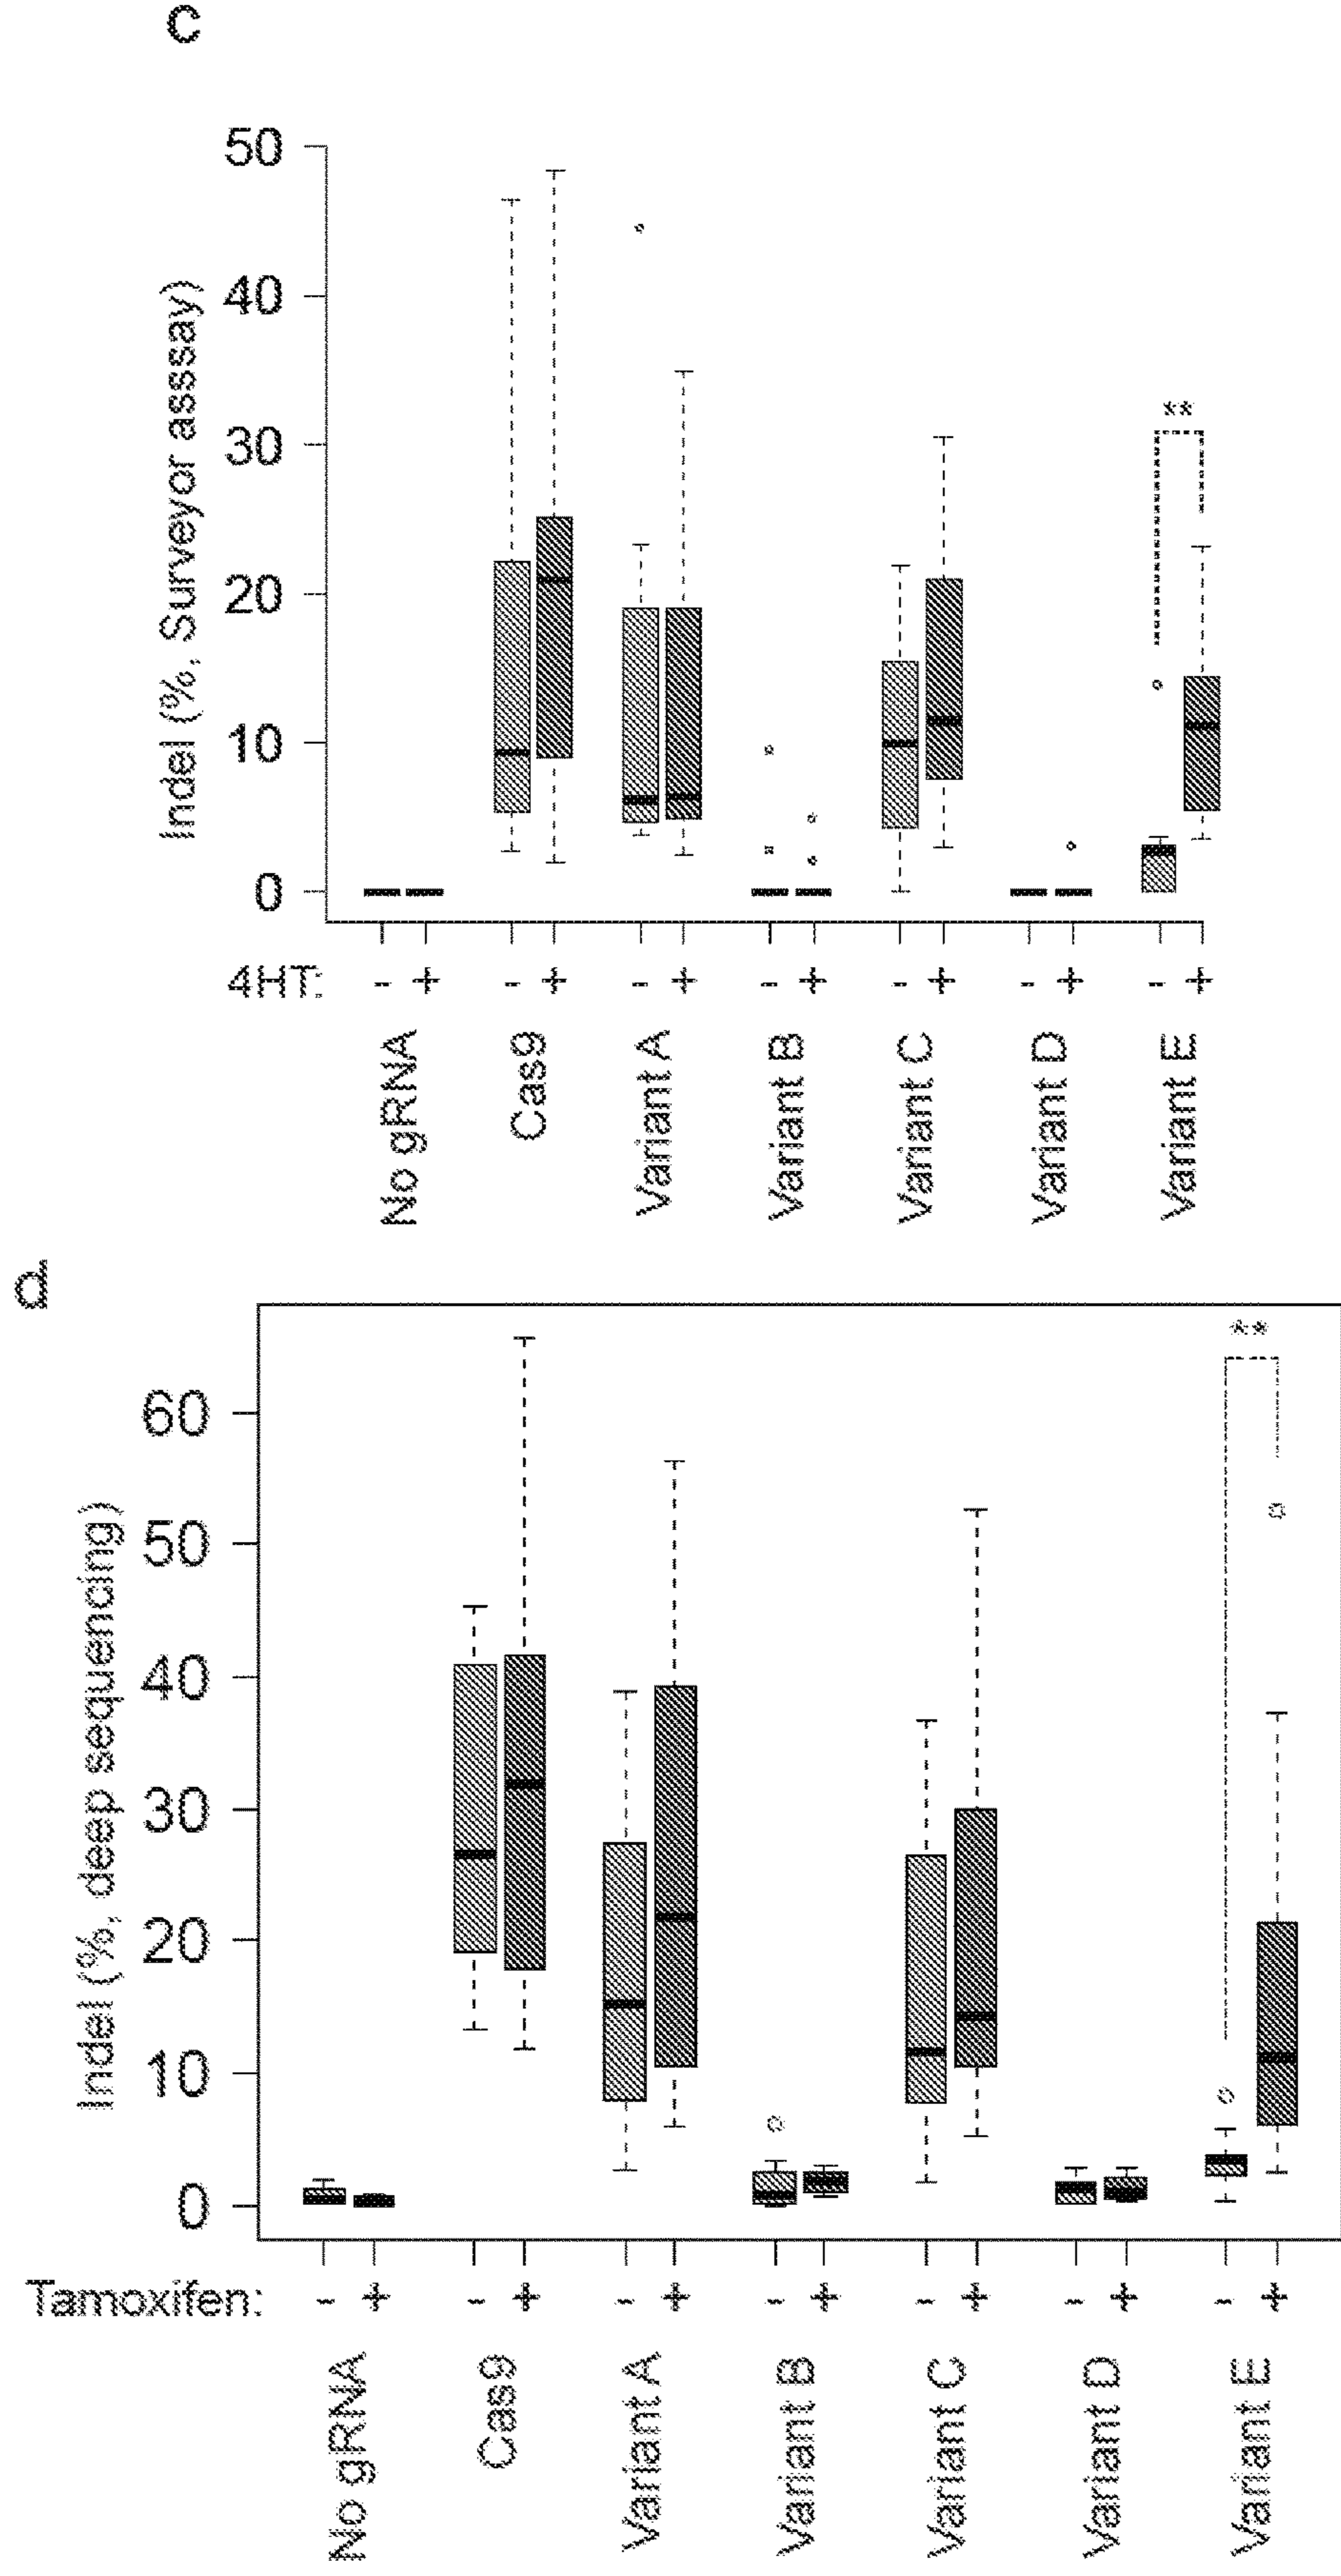 c
Indel (%, Surveyor asssay)
50
40
30
20
10
0
**
4HT: - + - + - + - + - + - + - +
No gRNA
Cas9
Variant A
Variant B
Variant C
Variant D
Variant E
d
Indel (%, deep sequencing)
60
50
40
30
20
10
0
**
Tamoxifen: - + - + - + - + - + - + - +
No gRNA
Cas9
Variant A
Variant B
Variant C
Variant D
Variant E